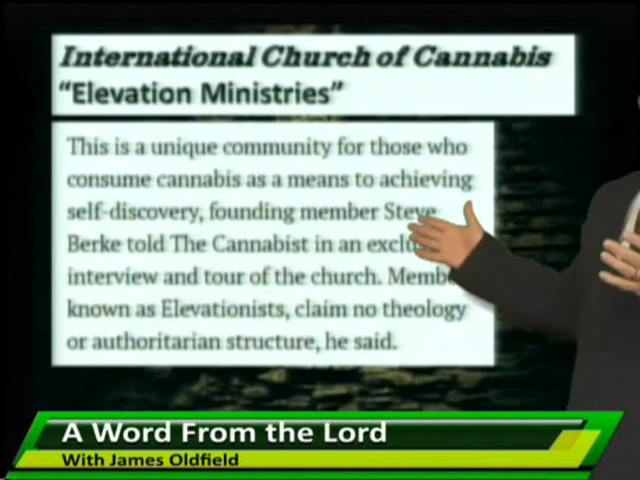 International Church of Cannabis
“Elevation Ministries”
This is a unique community for those who
consume cannabis as a means to achieving
self-discovery, founding member Steve
Berke told The Cannabist in an
interview and tour of the church.
known as Elevationists, claim no theology
or authoritarian structure, he said.
A Word From the Lord
With James Oldfield